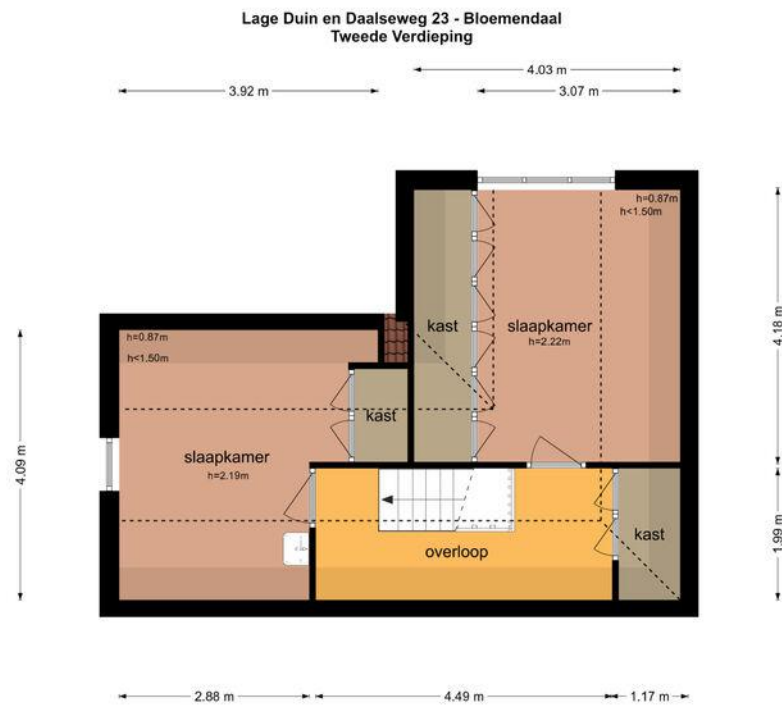 Lage Duin en Daalseweg 23 - Bloemendaal
Tweede Verdieping
4.03 m
3.92 m
3.07 m
h=0.87m
h<1.50m
kast
slaapkamer
h=2.22m
4.18 m
h=0.87m
h<1.50m
kast
slaapkamer
h=2.19m
4.09 m
overloop
kast
1.99 m
2.88 m
4.49 m
1.17 m